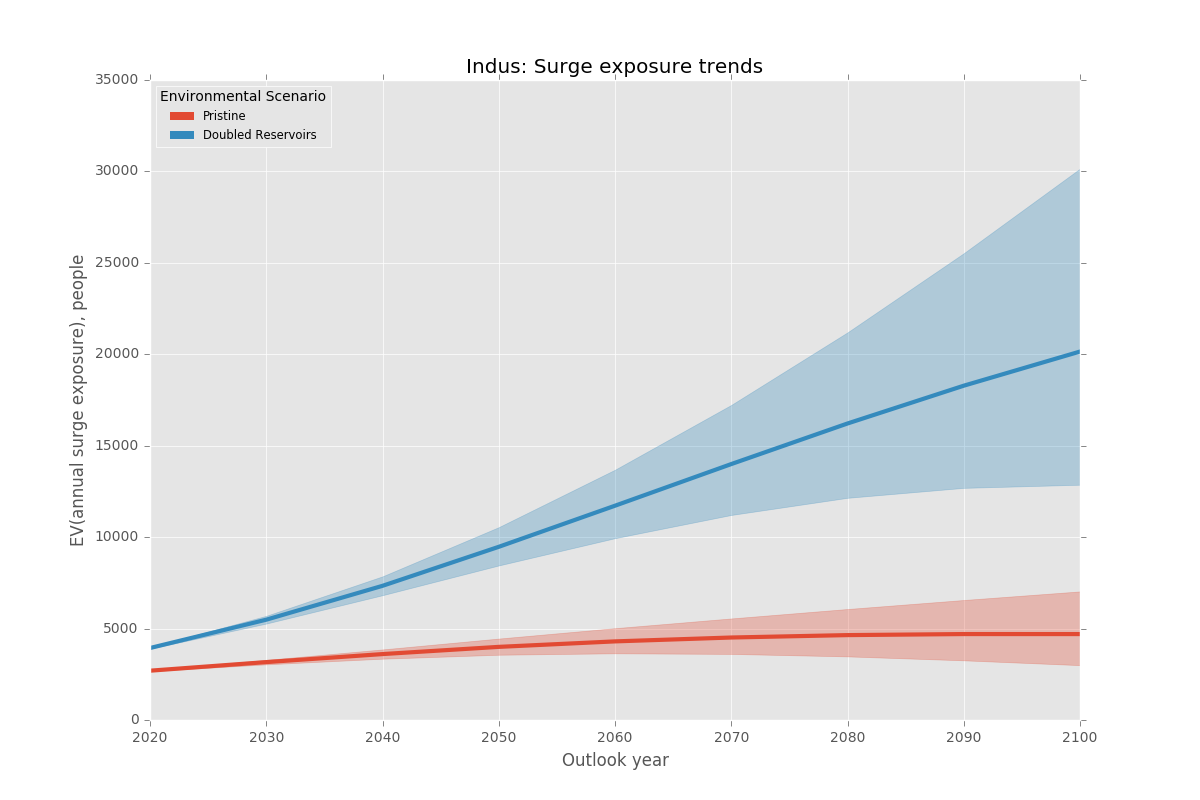 Indus: Surge exposure trends
Environmental Scenario
Pristine
Doubled Reservoirs
35000
30000
25000
20000
15000
10000
5000
0
EV(annual surge exposure), people
2020 2030 2040 2050 2060 2070 2080 2090 2100
Outlook year